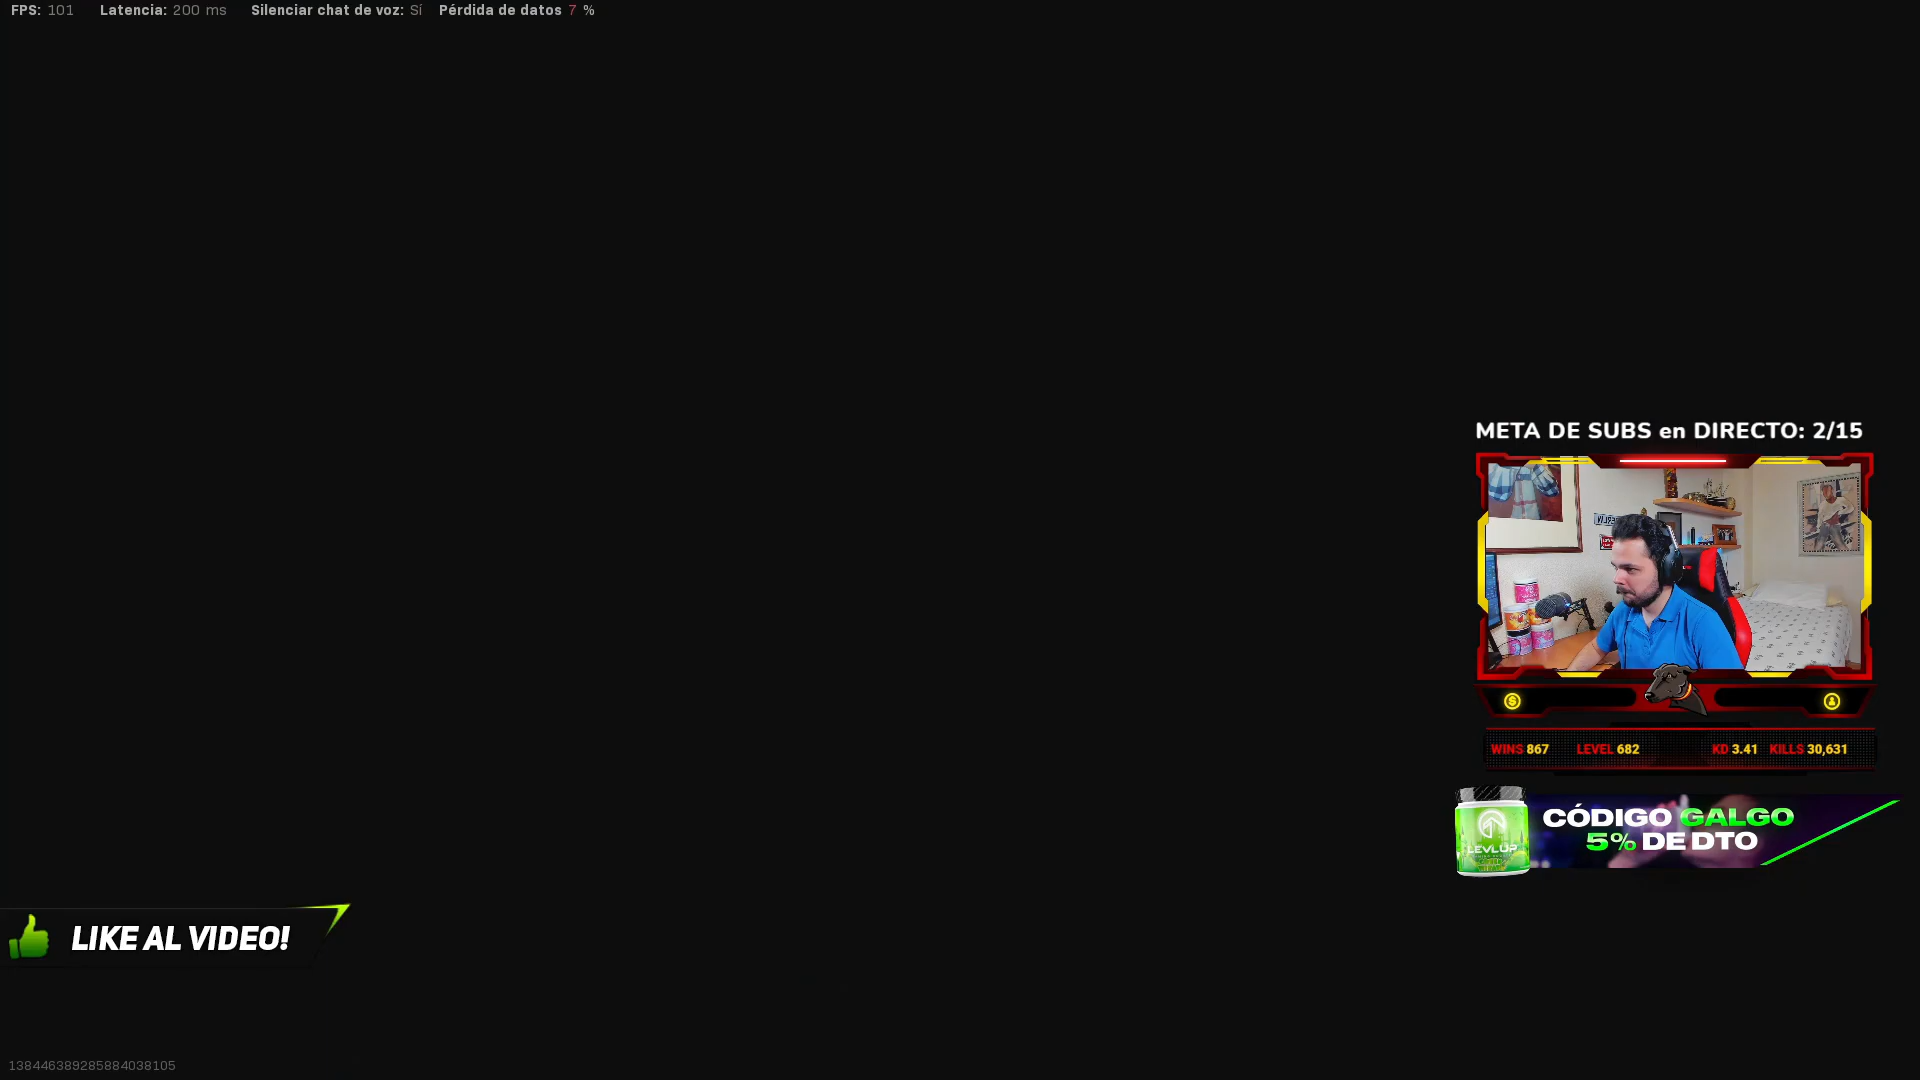 FPS: 101 Latencia: 200 ms Silenciar chat de voz: Sí Pérdida de datos 7 %
META DE SUBS en DIRECTO: 2/15
WINS 867 LEVEL 682 KD 3.41 KILLS 30,631
CÓDIGO GALGO
5% DE DTO
LEVLUP
LIKE AL VIDEO!
138446389285884038105